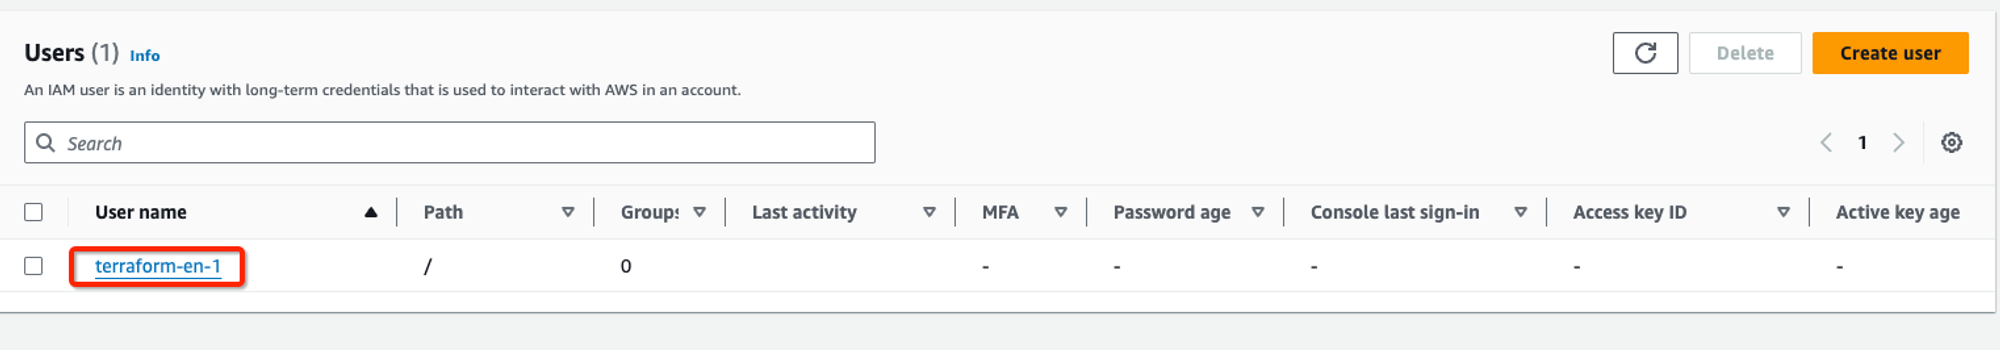 Users (1) Info
Delete
Create user
An IAM user is an identity with long-term credentials that is used to interact with AWS in an account.
Search
1
User name Path Groups Last activity MFA Password age Console last sign-in Access key ID Active key age
terraform-en-1 / 0 - - - - -